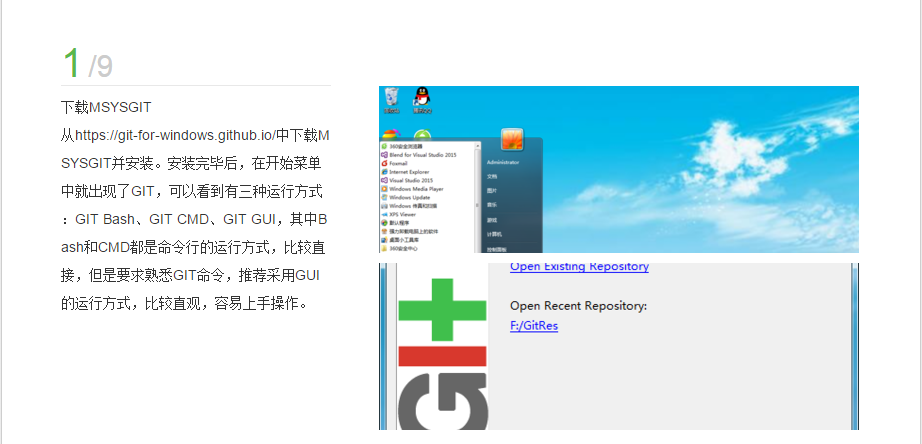 1 /9
下载MSYSGIT
从https://git-for-windows.github.io/中下载M
SYSGIT并安装。安装完毕后，在开始菜单
中就出现了GIT，可以看到有三种运行方式
：GIT Bash、GIT CMD、GIT GUI，其中B
ash和CMD都是命令行的运行方式，比较直
接，但是要求熟悉GIT命令，推荐采用GUI
的运行方式，比较直观，容易上手操作。
360安全浏览器
Blend for Visual Studio 2015
Foxmail
Internet Explorer
Visual Studio 2015
Windows Media Player
Windows Update
Windows 传真和扫描
XPS Viewer
默认程序
强力卸载电脑上的软件
桌面小工具库
360安全中心
Administrator
文档
图片
音乐
游戏
计算机
控制面板
Open Existing Repository
Open Recent Repository:
F:/GitRes